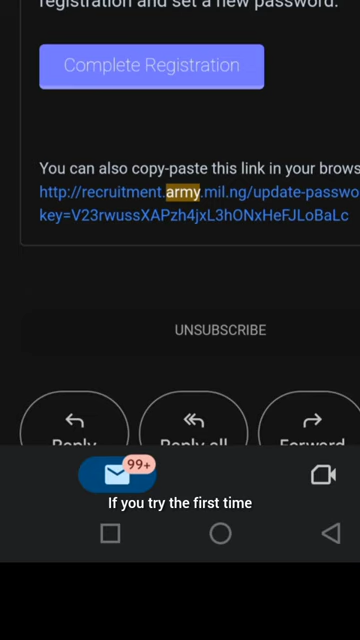 registration and set a new password.
Complete Registration
You can also copy-paste this link in your brows
http://recruitment.army.mil.ng/update-passwo
key=V23rwussXAPzh4jxL3hONxHeFJLoBaLc
UNSUBSCRIBE
Reply
Reply all
Forward
99+
If you try the first time